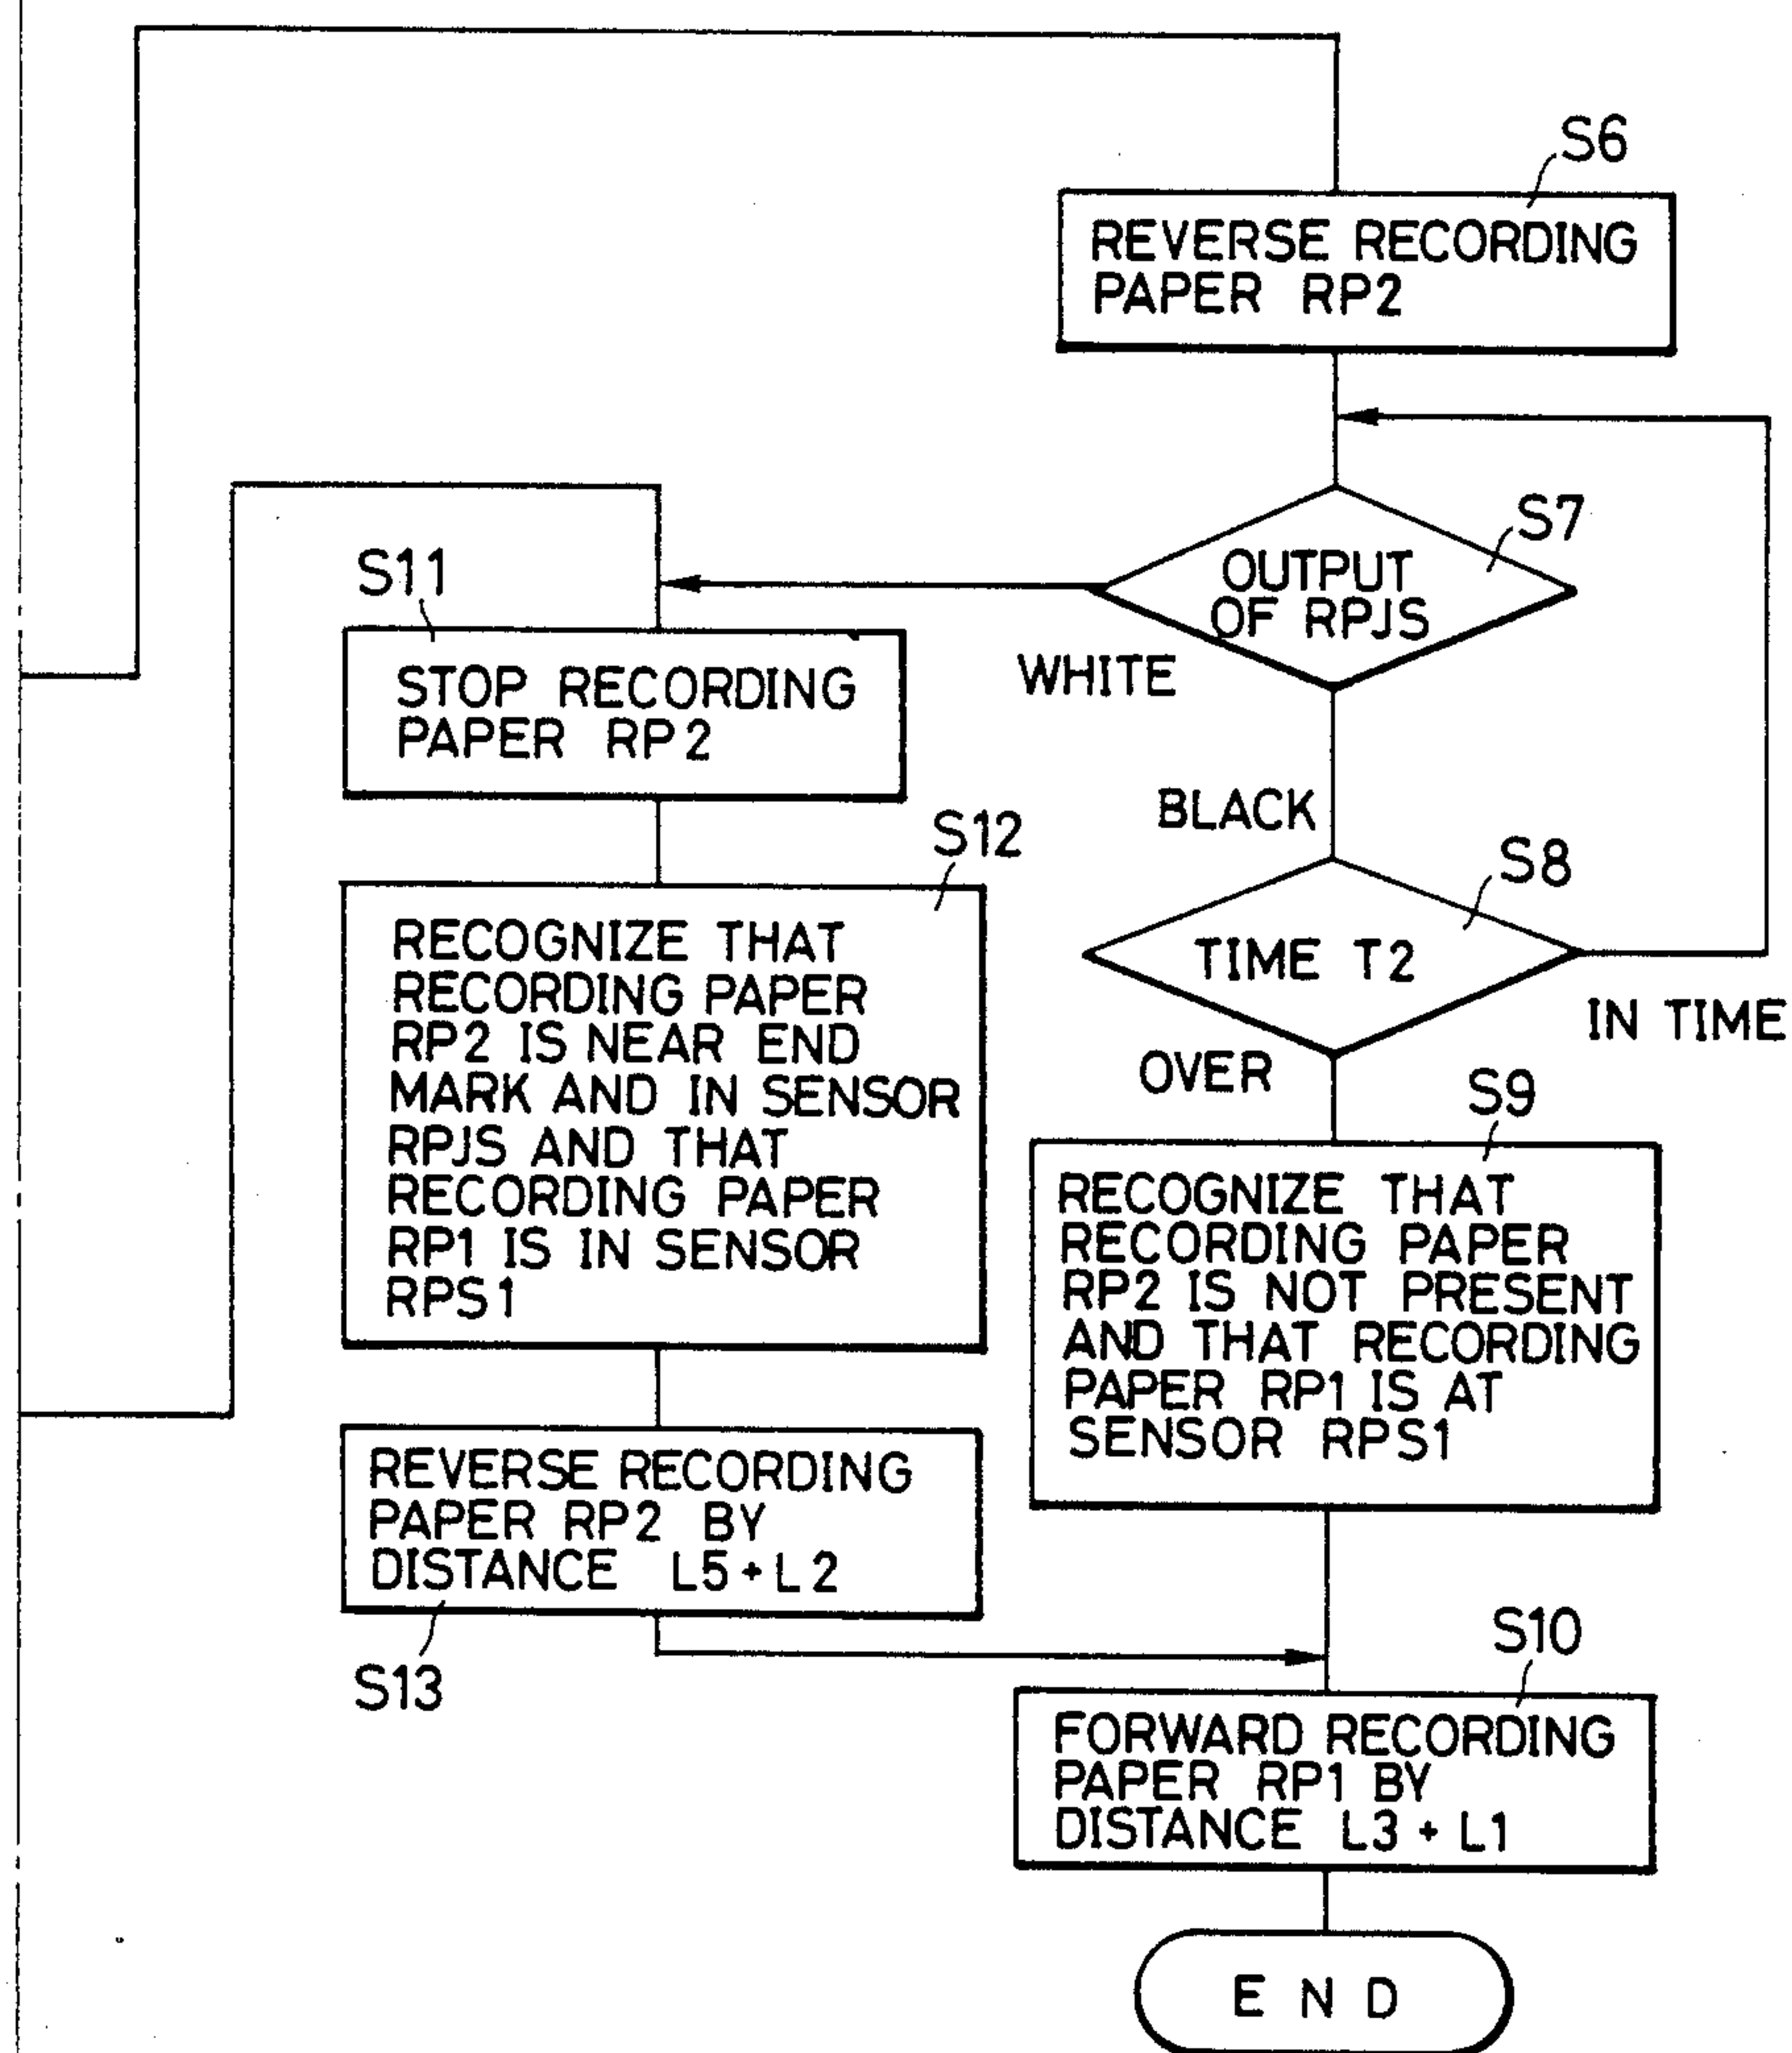 S6
REVERSE RECORDING
PAPER RP2
S7
OUTPUT
OF RPJS
WHITE
BLACK
S11
STOP RECORDING
PAPER RP2
S12
RECOGNIZE THAT
RECORDING PAPER
RP2 IS NEAR END
MARK AND IN SENSOR
RPJS AND THAT
RECORDING PAPER
RP1 IS IN SENSOR
RPS1
S8
TIME T2
IN TIME
OVER
S9
RECOGNIZE THAT
RECORDING PAPER
RP2 IS NOT PRESENT
AND THAT RECORDING
PAPER RP1 IS AT
SENSOR RPS1
REVERSE RECORDING
PAPER RP2 BY
DISTANCE L5+L2
S13
S10
FORWARD RECORDING
PAPER RP1 BY
DISTANCE L3+L1
END